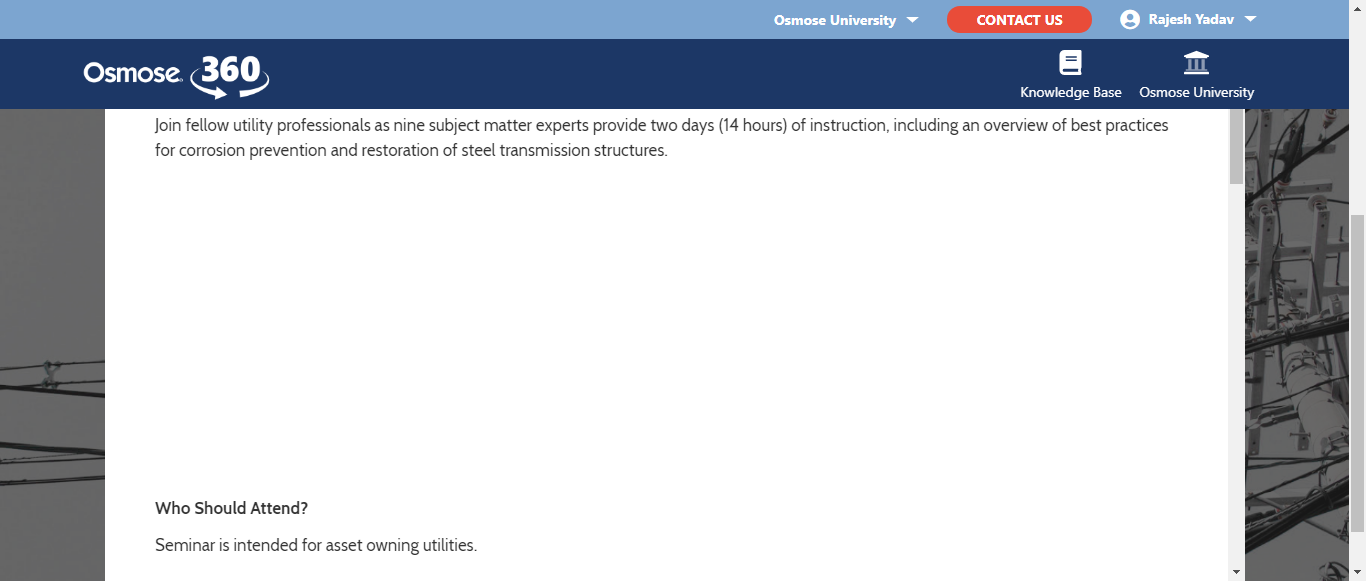 Osmose University
CONTACT US
Rajesh Yadav
Osmose 360
Knowledge Base
Osmose University
Join fellow utility professionals as nine subject matter experts provide two days (14 hours) of instruction, including an overview of best practices
for corrosion prevention and restoration of steel transmission structures.
Who Should Attend?
Seminar is intended for asset owning utilities.